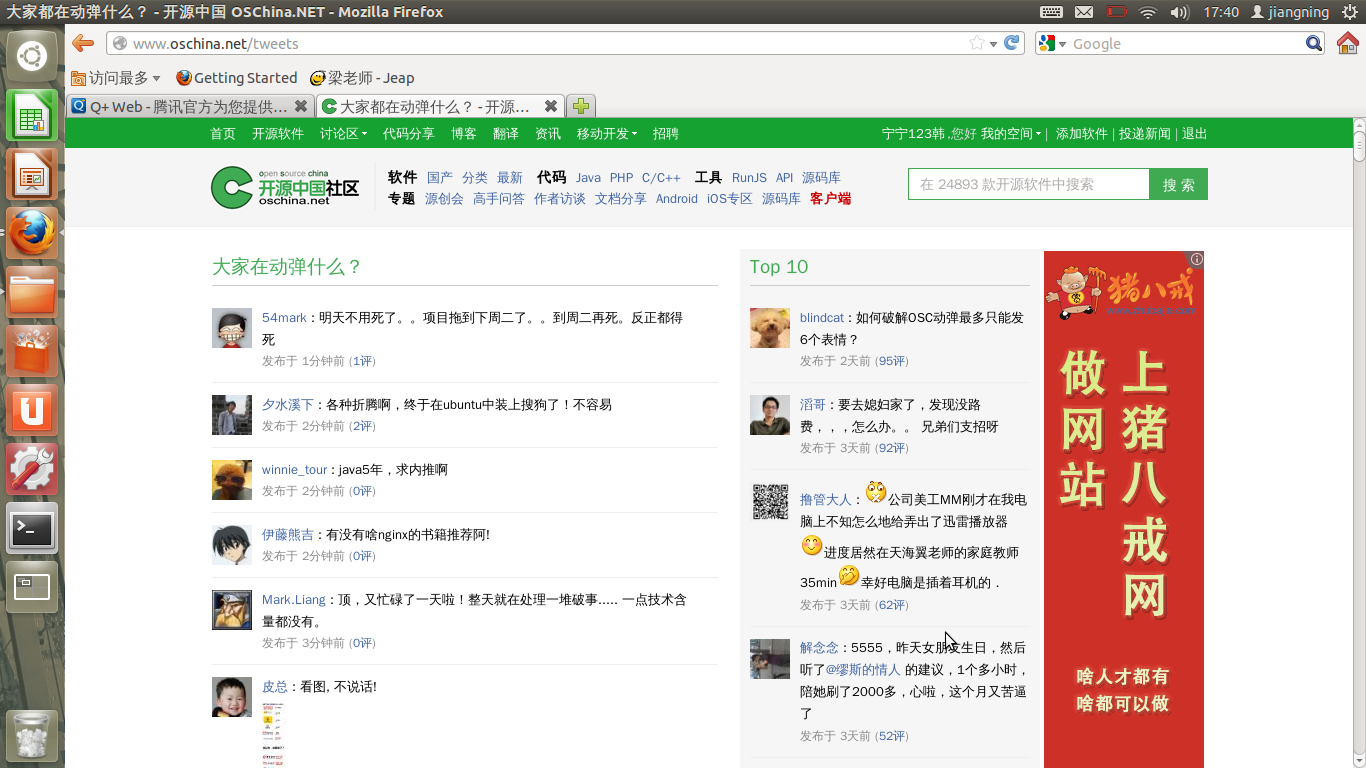 大家都在动弹什么？ - 开源中国 OSChina.NET - Mozilla Firefox
17:40 jiangning
www.oschina.net/tweets
Google
访问最多 Getting Started 梁老师 - Jeap
Q+ Web - 腾讯官方为您提供… 大家都在动弹什么？ - 开源…
首页 开源软件 讨论区 代码分享 博客 翻译 资讯 移动开发 招聘 宁宁123韩 ,您好 我的空间 | 添加软件 | 投递新闻 | 退出
open source china
开源中国社区
oschina.net
软件 国产 分类 最新 代码 Java PHP C/C++ 工具 RunJS API 源码库
专题 源创会 高手问答 作者访谈 文档分享 Android iOS专区 源码库 客户端
在 24893 款开源软件中搜索 搜 索
大家在动弹什么？
54mark：明天不用死了。。项目拖到下周二了。。到周二再死。反正都得
死
发布于 1分钟前 (1评)
夕水溪下：各种折腾啊，终于在ubuntu中装上搜狗了！不容易
发布于 2分钟前 (2评)
winnie_tour：java5年，求内推啊
发布于 2分钟前 (0评)
伊藤熊吉：有没有啥nginx的书籍推荐阿!
发布于 2分钟前 (0评)
Mark.Liang：顶，又忙碌了一天啦！整天就在处理一堆破事..... 一点技术含
量都没有。
发布于 3分钟前 (0评)
皮总：看图, 不说话!
Top 10
blindcat：如何破解OSC动弹最多只能发
6个表情？
发布于 2天前 (95评)
滔哥：要去媳妇家了，发现没路
费，，，怎么办。。 兄弟们支招呀
发布于 3天前 (92评)
撸管大人：公司美工MM刚才在我电
脑上不知怎么地给弄出了迅雷播放器
进度居然在天海翼老师的家庭教师
35min幸好电脑是插着耳机的．
发布于 3天前 (62评)
解念念：5555，昨天女朋友生日，然后
听了@缪斯的情人 的建议，1个多小时，
陪她刷了2000多，心啦，这个月又苦逼
了
发布于 3天前 (52评)
猪八戒
上猪八戒网
做网站
啥人才都有
啥都可以做